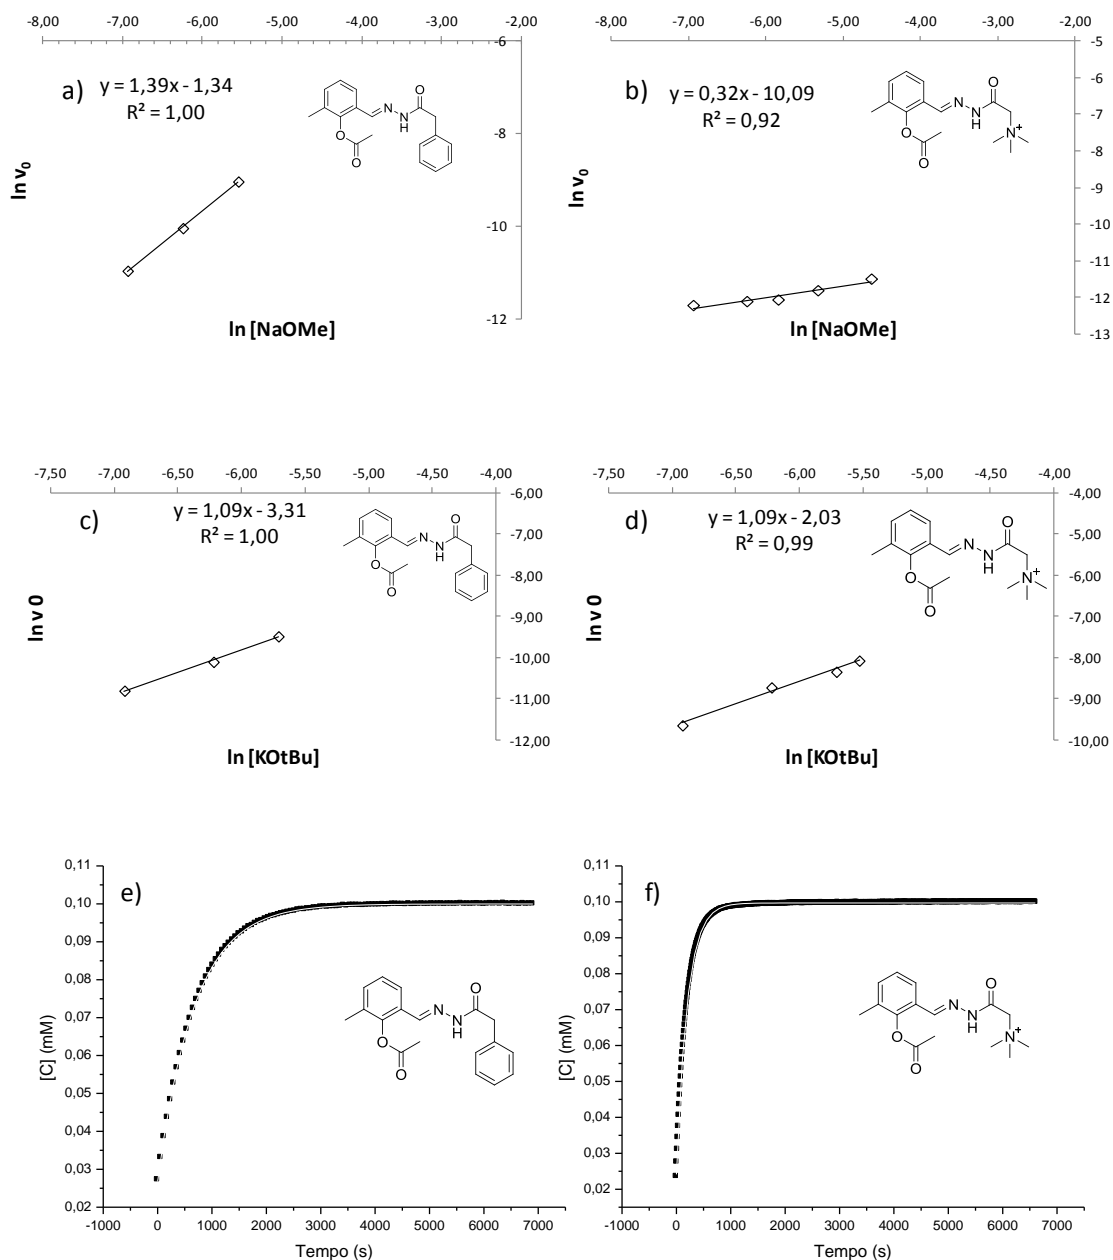 -8,00 -7,00 -6,00 -5,00 -4,00 -3,00 -2,00
-6
-8
-10
-12
a)
y = 1,39x - 1,34
R² = 1,00
O
N
NH
O
O
ln v₀
ln [NaOMe]
-8,00 -7,00 -6,00 -5,00 -4,00 -3,00 -2,00
-5
-6
-7
-8
-9
-10
-11
-12
-13
b)
y = 0,32x - 10,09
R² = 0,92
O
N
NH
N+
O
O
ln v₀
ln [NaOMe]
-7,50 -7,00 -6,50 -6,00 -5,50 -5,00 -4,50 -4,00
-6,00
-7,00
-8,00
-9,00
-10,00
-11,00
-12,00
c)
y = 1,09x - 3,31
R² = 1,00
O
N
NH
O
O
ln v 0
ln [KOtBu]
-7,00 -6,50 -6,00 -5,50 -5,00 -4,50 -4,00
-4,00
-5,00
-6,00
-7,00
-8,00
-9,00
-10,00
d)
y = 1,09x - 2,03
R² = 0,99
O
N
NH
N+
O
O
ln v 0
ln [KOtBu]
0,11
0,10
0,09
0,08
0,07
0,06
0,05
0,04
0,03
0,02
[C] (mM)
e)
O
N
NH
O
O
-1000 0 1000 2000 3000 4000 5000 6000 7000
Tempo (s)
0,11
0,10
0,09
0,08
0,07
0,06
0,05
0,04
0,03
0,02
[C] (mM)
f)
O
N
NH
N+
O
O
-1000 0 1000 2000 3000 4000 5000 6000 7000
Tempo (s)